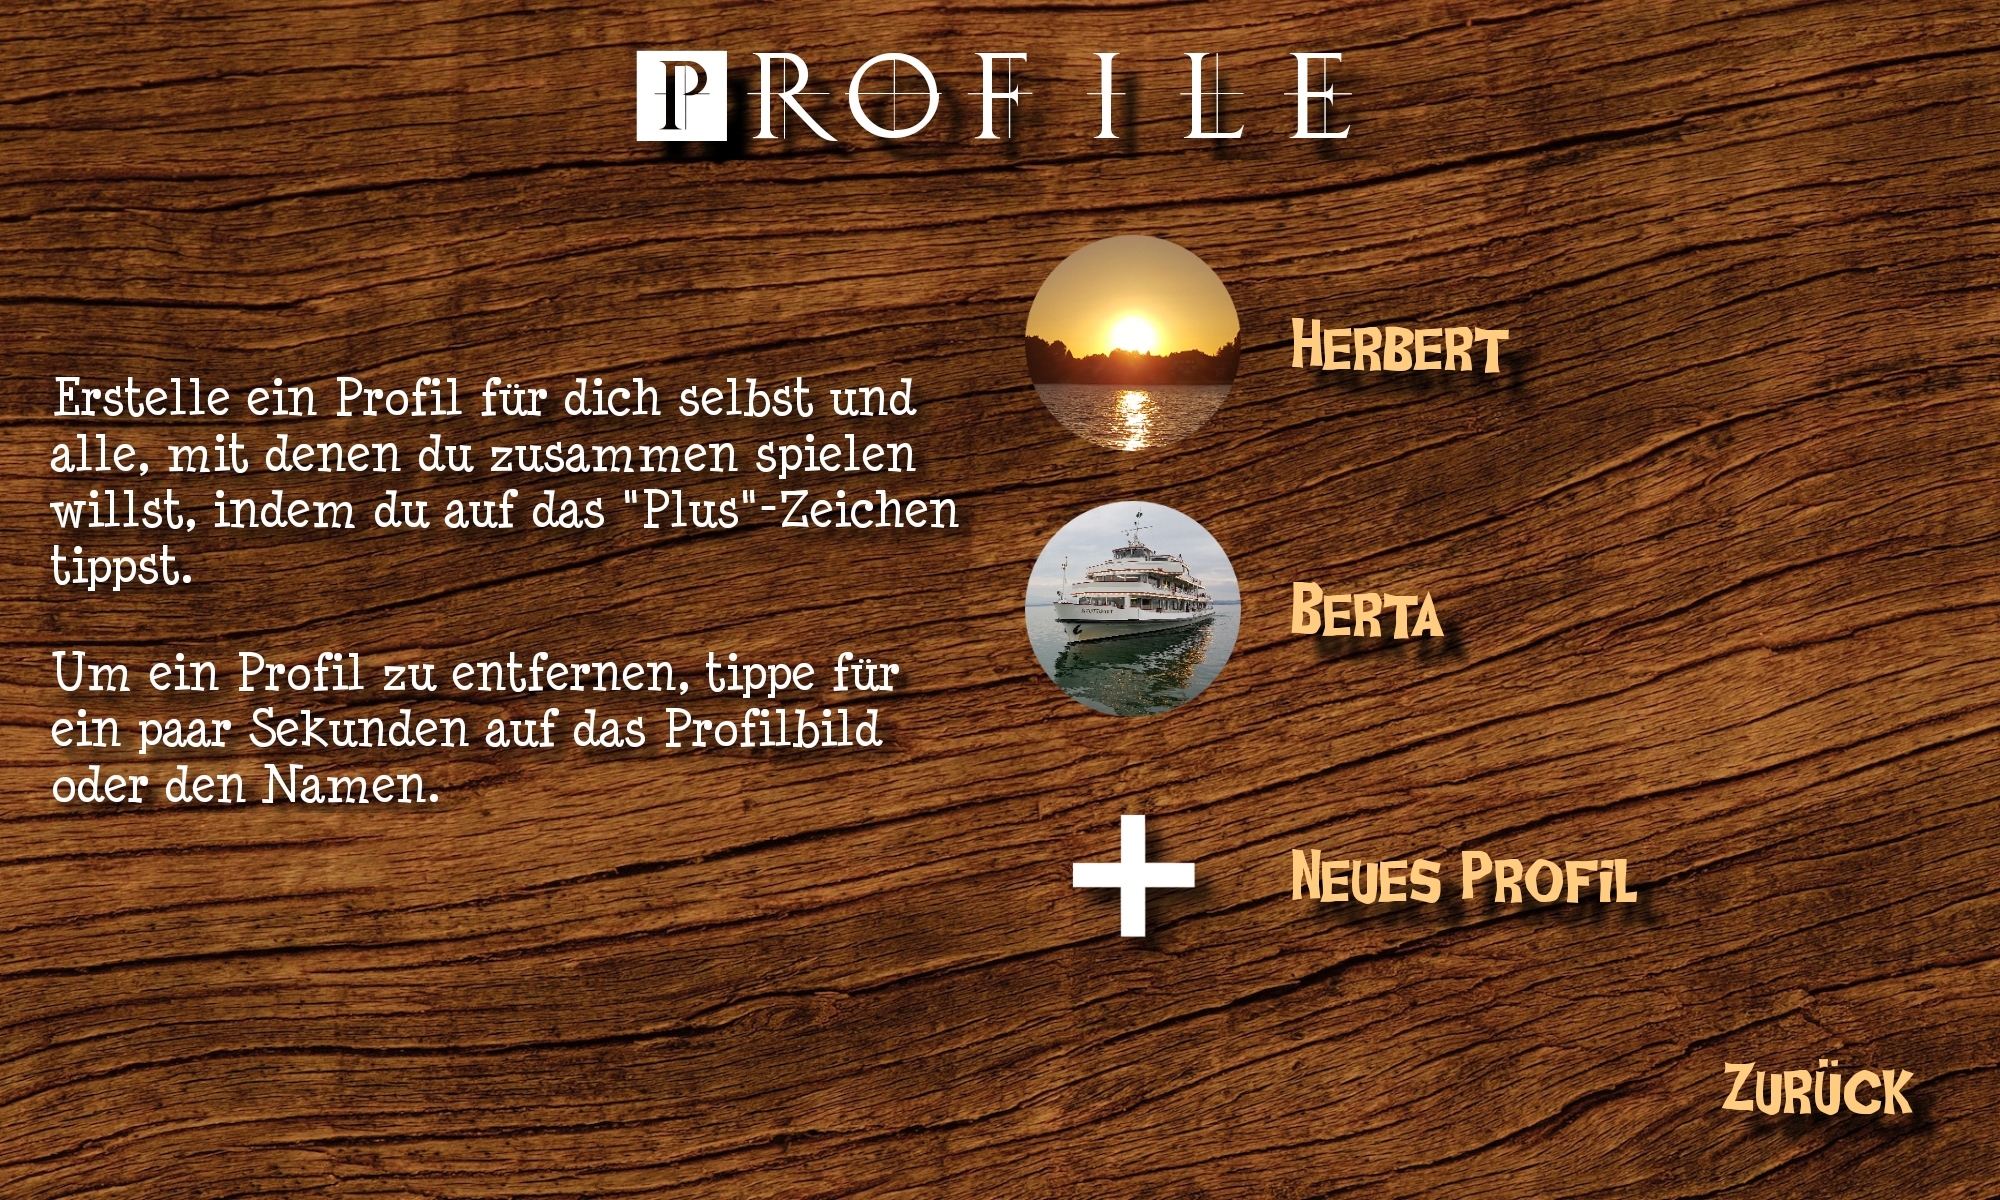 PROFILE
Erstelle ein Profil für dich selbst und
alle, mit denen du zusammen spielen
willst, indem du auf das "Plus"-Zeichen
tippst.
Um ein Profil zu entfernen, tippe für
ein paar Sekunden auf das Profilbild
oder den Namen.
Herbert
Berta
Neues Profil
Zurück